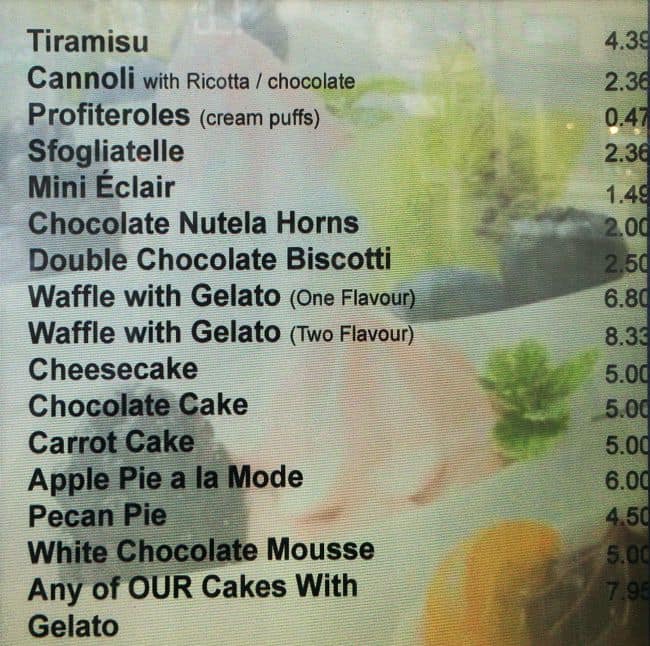 Tiramisu 4.39
Cannoli with Ricotta / chocolate 2.36
Profiteroles (cream puffs) 0.47
Sfogliatelle 2.36
Mini Éclair 1.49
Chocolate Nutela Horns 2.00
Double Chocolate Biscotti 2.50
Waffle with Gelato (One Flavour) 6.80
Waffle with Gelato (Two Flavour) 8.33
Cheesecake 5.00
Chocolate Cake 5.00
Carrot Cake 5.00
Apple Pie a la Mode 6.00
Pecan Pie 4.50
White Chocolate Mousse 5.00
Any of OUR Cakes With 7.95
Gelato